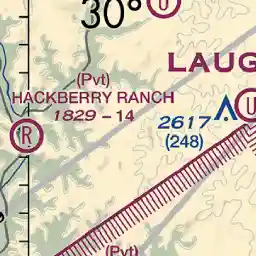 30°
U
LAUG
(Pvt)
HACKBERRY RANCH
1829 - 14
2617
(248)
U
R
(Pvt)